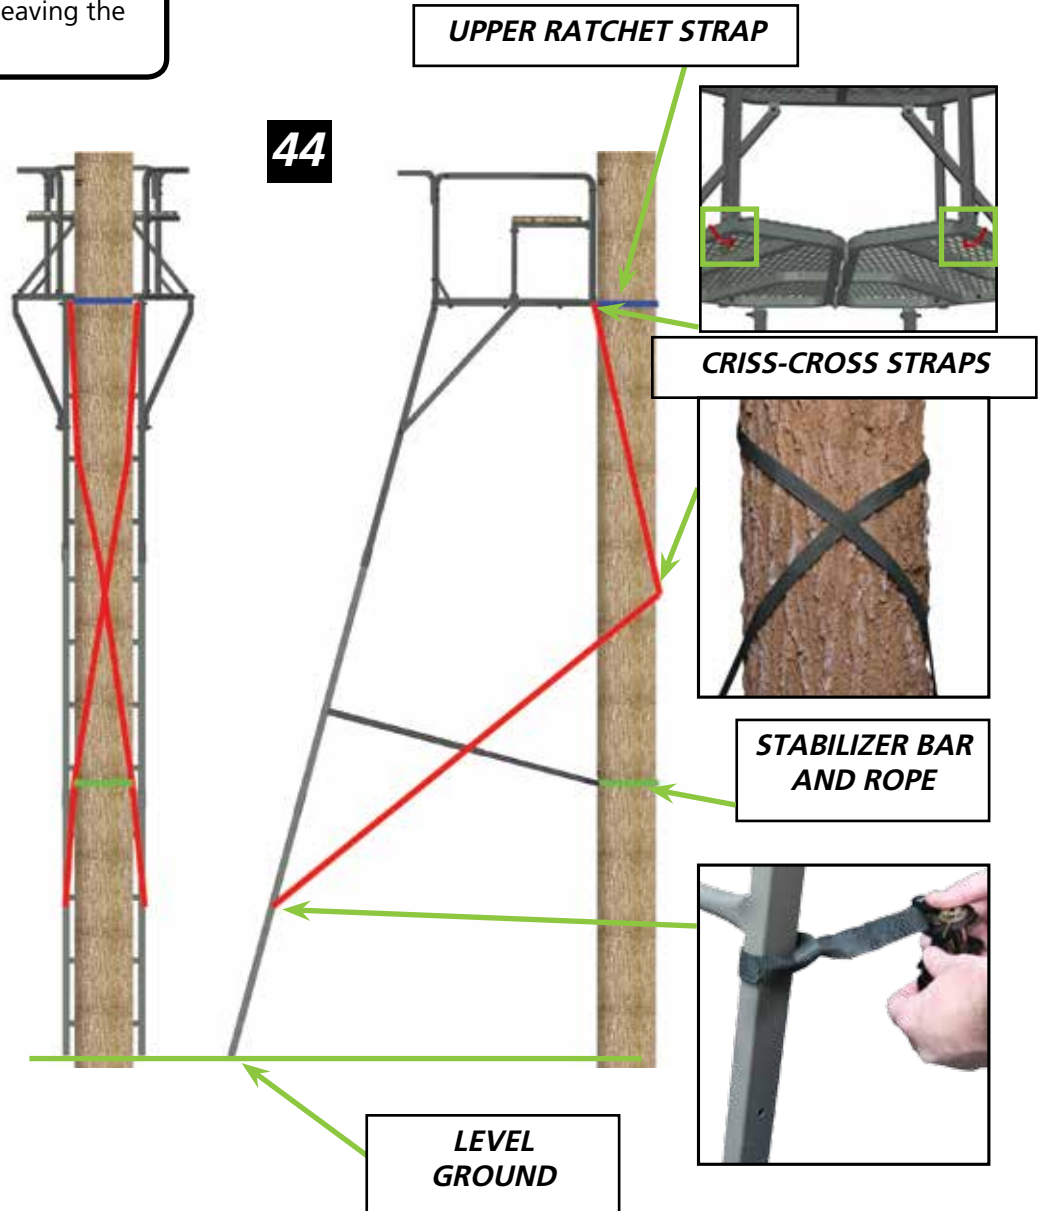 eaving the
UPPER RATCHET STRAP
44
CRISS-CROSS STRAPS
STABILIZER BAR
AND ROPE
LEVEL
GROUND